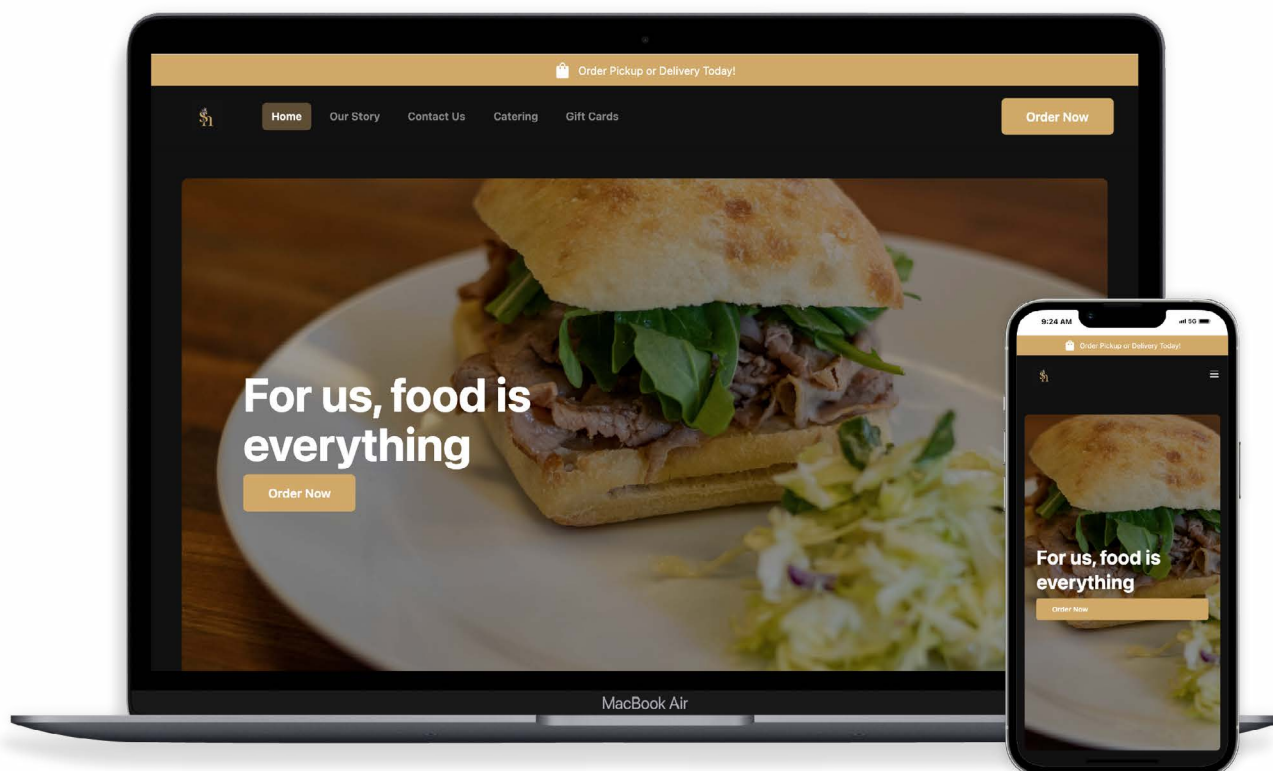 Order Pickup or Delivery Today!
Home Our Story Contact Us Catering Gift Cards Order Now
For us, food is
everything
Order Now
MacBook Air
9:24 AM 5G
Order Pickup or Delivery Today!
For us, food is
everything
Order Now